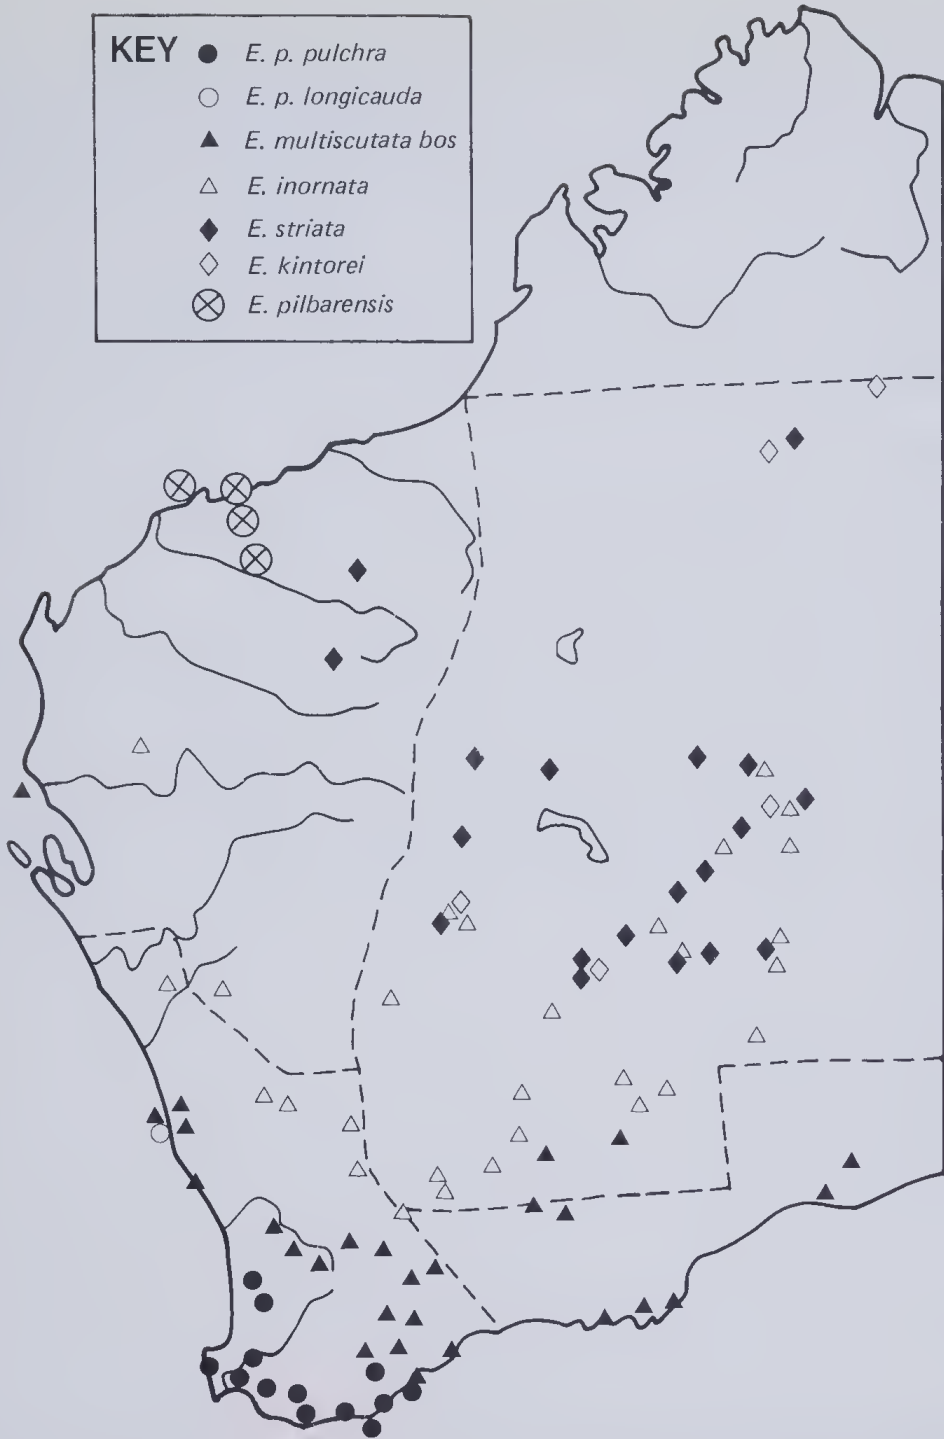 KEY
E. p. pulchra
E. p. longicauda
E. multiscutata bos
E. inornata
E. striata
E. kintorei
E. pilbarensis